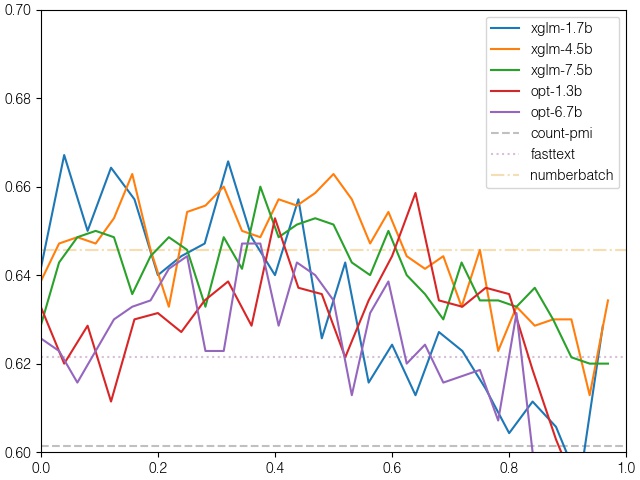 0.70
0.68
0.66
0.64
0.62
0.60
0.0 0.2 0.4 0.6 0.8 1.0
xglm-1.7b
xglm-4.5b
xglm-7.5b
opt-1.3b
opt-6.7b
count-pmi
fasttext
numberbatch